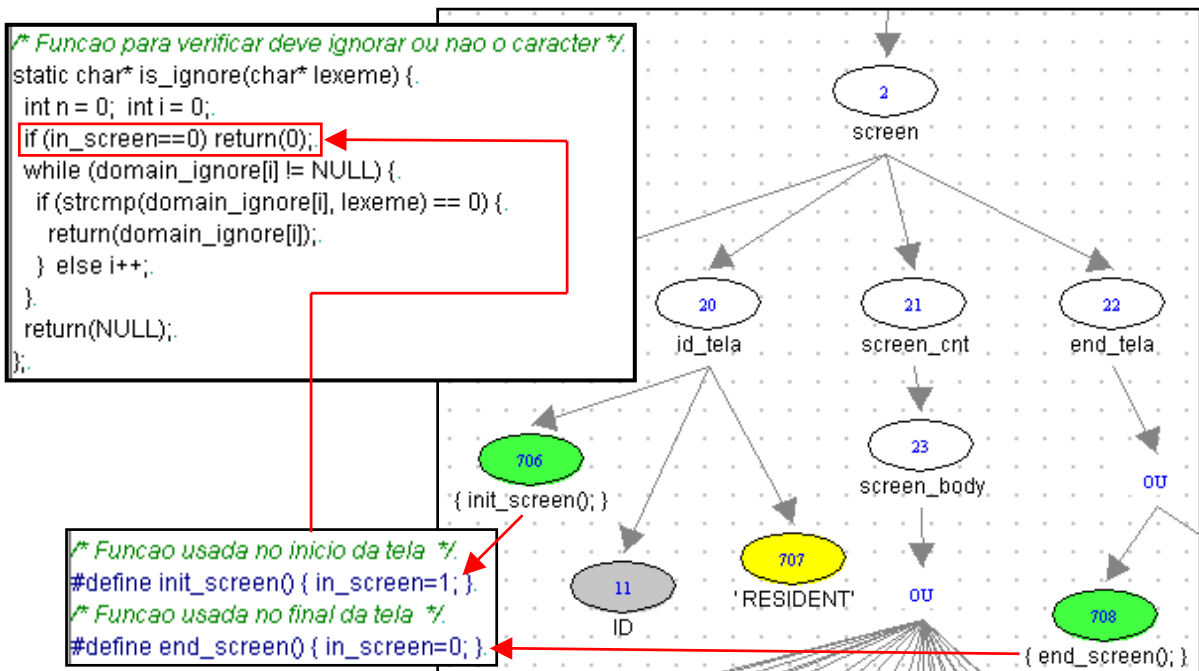 /* Funcao para verificar deve ignorar ou nao o caracter */.
static char* is_ignore(char* lexeme) {.
int n = 0; int i = 0;.
if (in_screen==0) return(0);.
while (domain_ignore[i] != NULL) {.
if (strcmp(domain_ignore[i], lexeme) == 0) {.
return(domain_ignore[i]);.
} else i++;.
}.
return(NULL);.
};.
2
screen
20
id_tela
21
screen_cnt
22
end_tela
706
{ init_screen(); }
23
screen_body
OU
11
ID
707
'RESIDENT'
OU
708
{ end_screen(); }
/* Funcao usada no inicio da tela */.
#define init_screen() { in_screen=1; }.
/* Funcao usada no final da tela */.
#define end_screen() { in_screen=0; }.